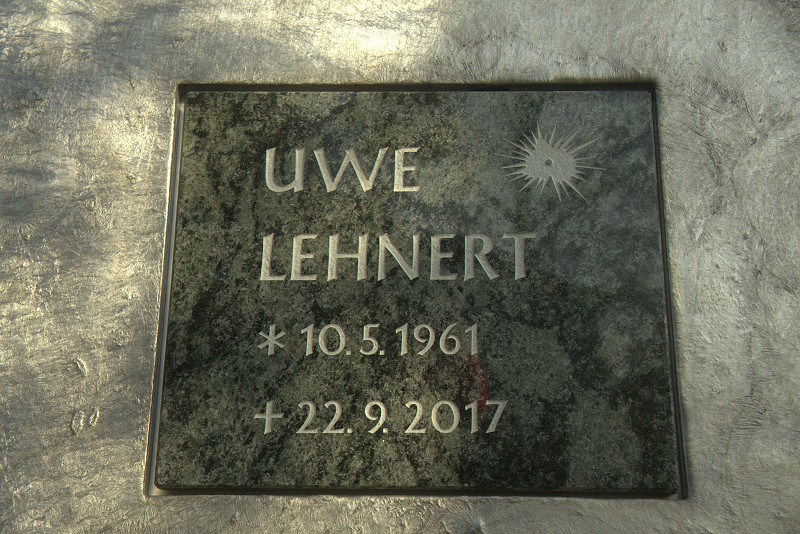 UWE
LEHNERT
* 10. 5. 1961
+ 22. 9. 2017